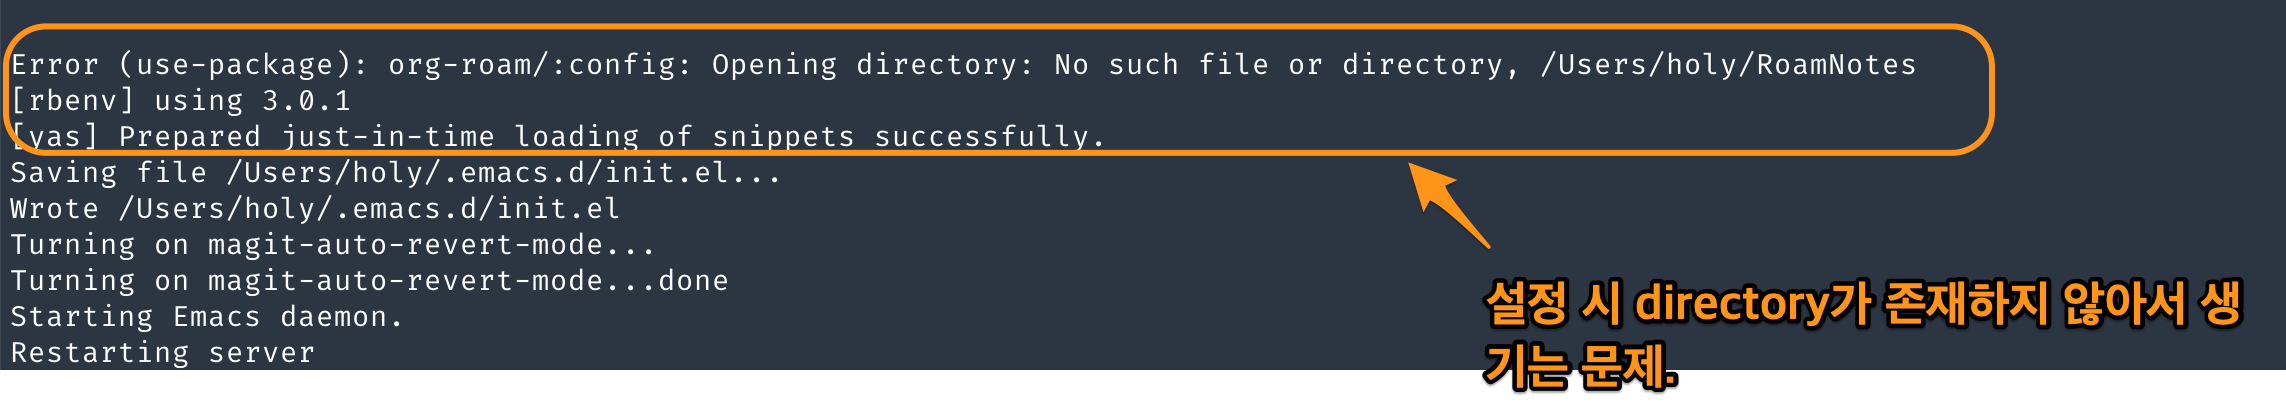 Error (use-package): org-roam/:config: Opening directory: No such file or directory, /Users/holy/RoamNotes
[rbenv] using 3.0.1
[yas] Prepared just-in-time loading of snippets successfully.
Saving file /Users/holy/.emacs.d/init.el...
Wrote /Users/holy/.emacs.d/init.el
Turning on magit-auto-revert-mode...
Turning on magit-auto-revert-mode...done
Starting Emacs daemon.
Restarting server
설정 시 directory가 존재하지 않아서 생
기는 문제.